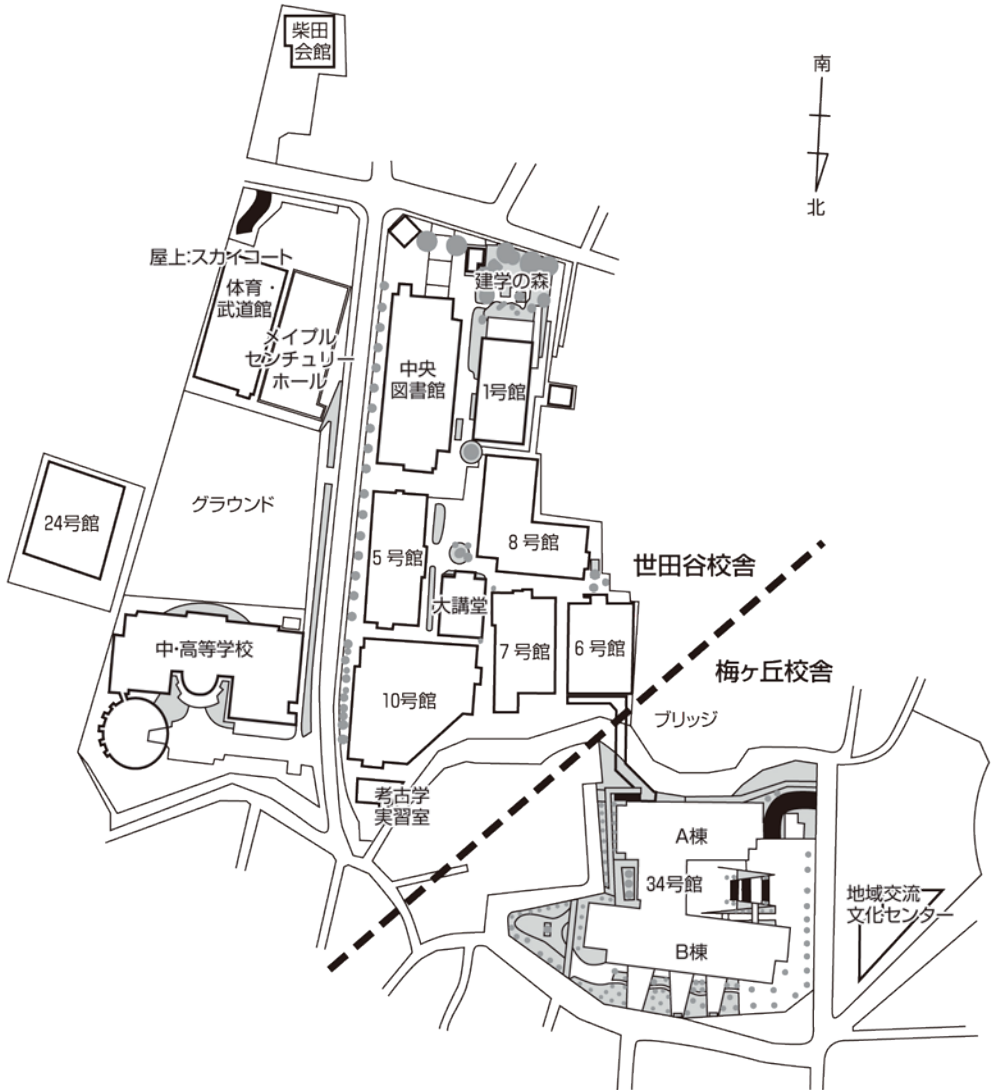 柴田
会館
南
北
屋上:スカイコート
体育・
武道館
建学の森
メイプル
センチュリー
ホール
中央
図書館
1号館
グラウンド
24号館
5号館
8号館
世田谷校舎
大講堂
中・高等学校
7号館
6号館
梅ヶ丘校舎
10号館
ブリッジ
考古学
実習室
A棟
34号館
地域交流
文化センター
B棟